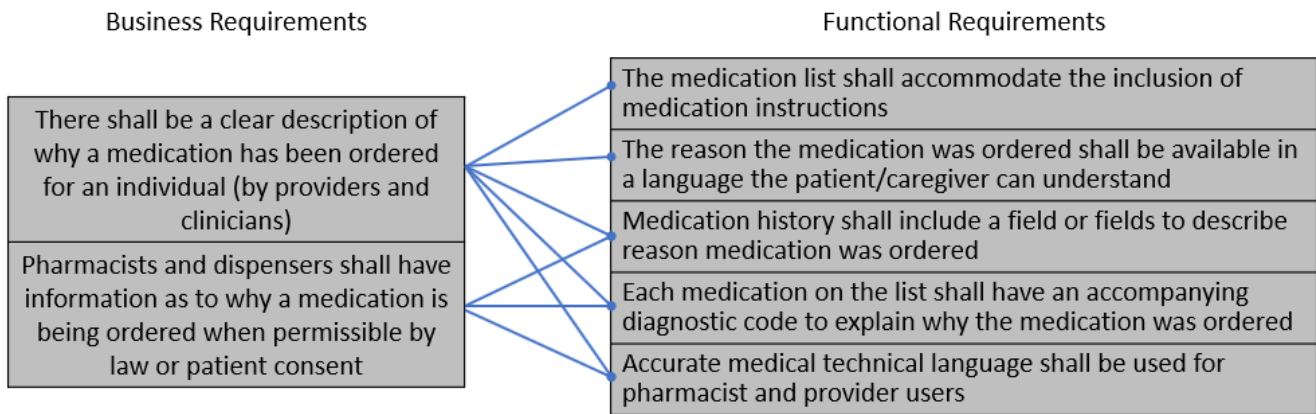 Business Requirements
Functional Requirements
There shall be a clear description of
why a medication has been ordered
for an individual (by providers and
clinicians)
Pharmacists and dispensers shall have
information as to why a medication is
being ordered when permissible by
law or patient consent
The medication list shall accommodate the inclusion of
medication instructions
The reason the medication was ordered shall be available in
a language the patient/caregiver can understand
Medication history shall include a field or fields to describe
reason medication was ordered
Each medication on the list shall have an accompanying
diagnostic code to explain why the medication was ordered
Accurate medical technical language shall be used for
pharmacist and provider users